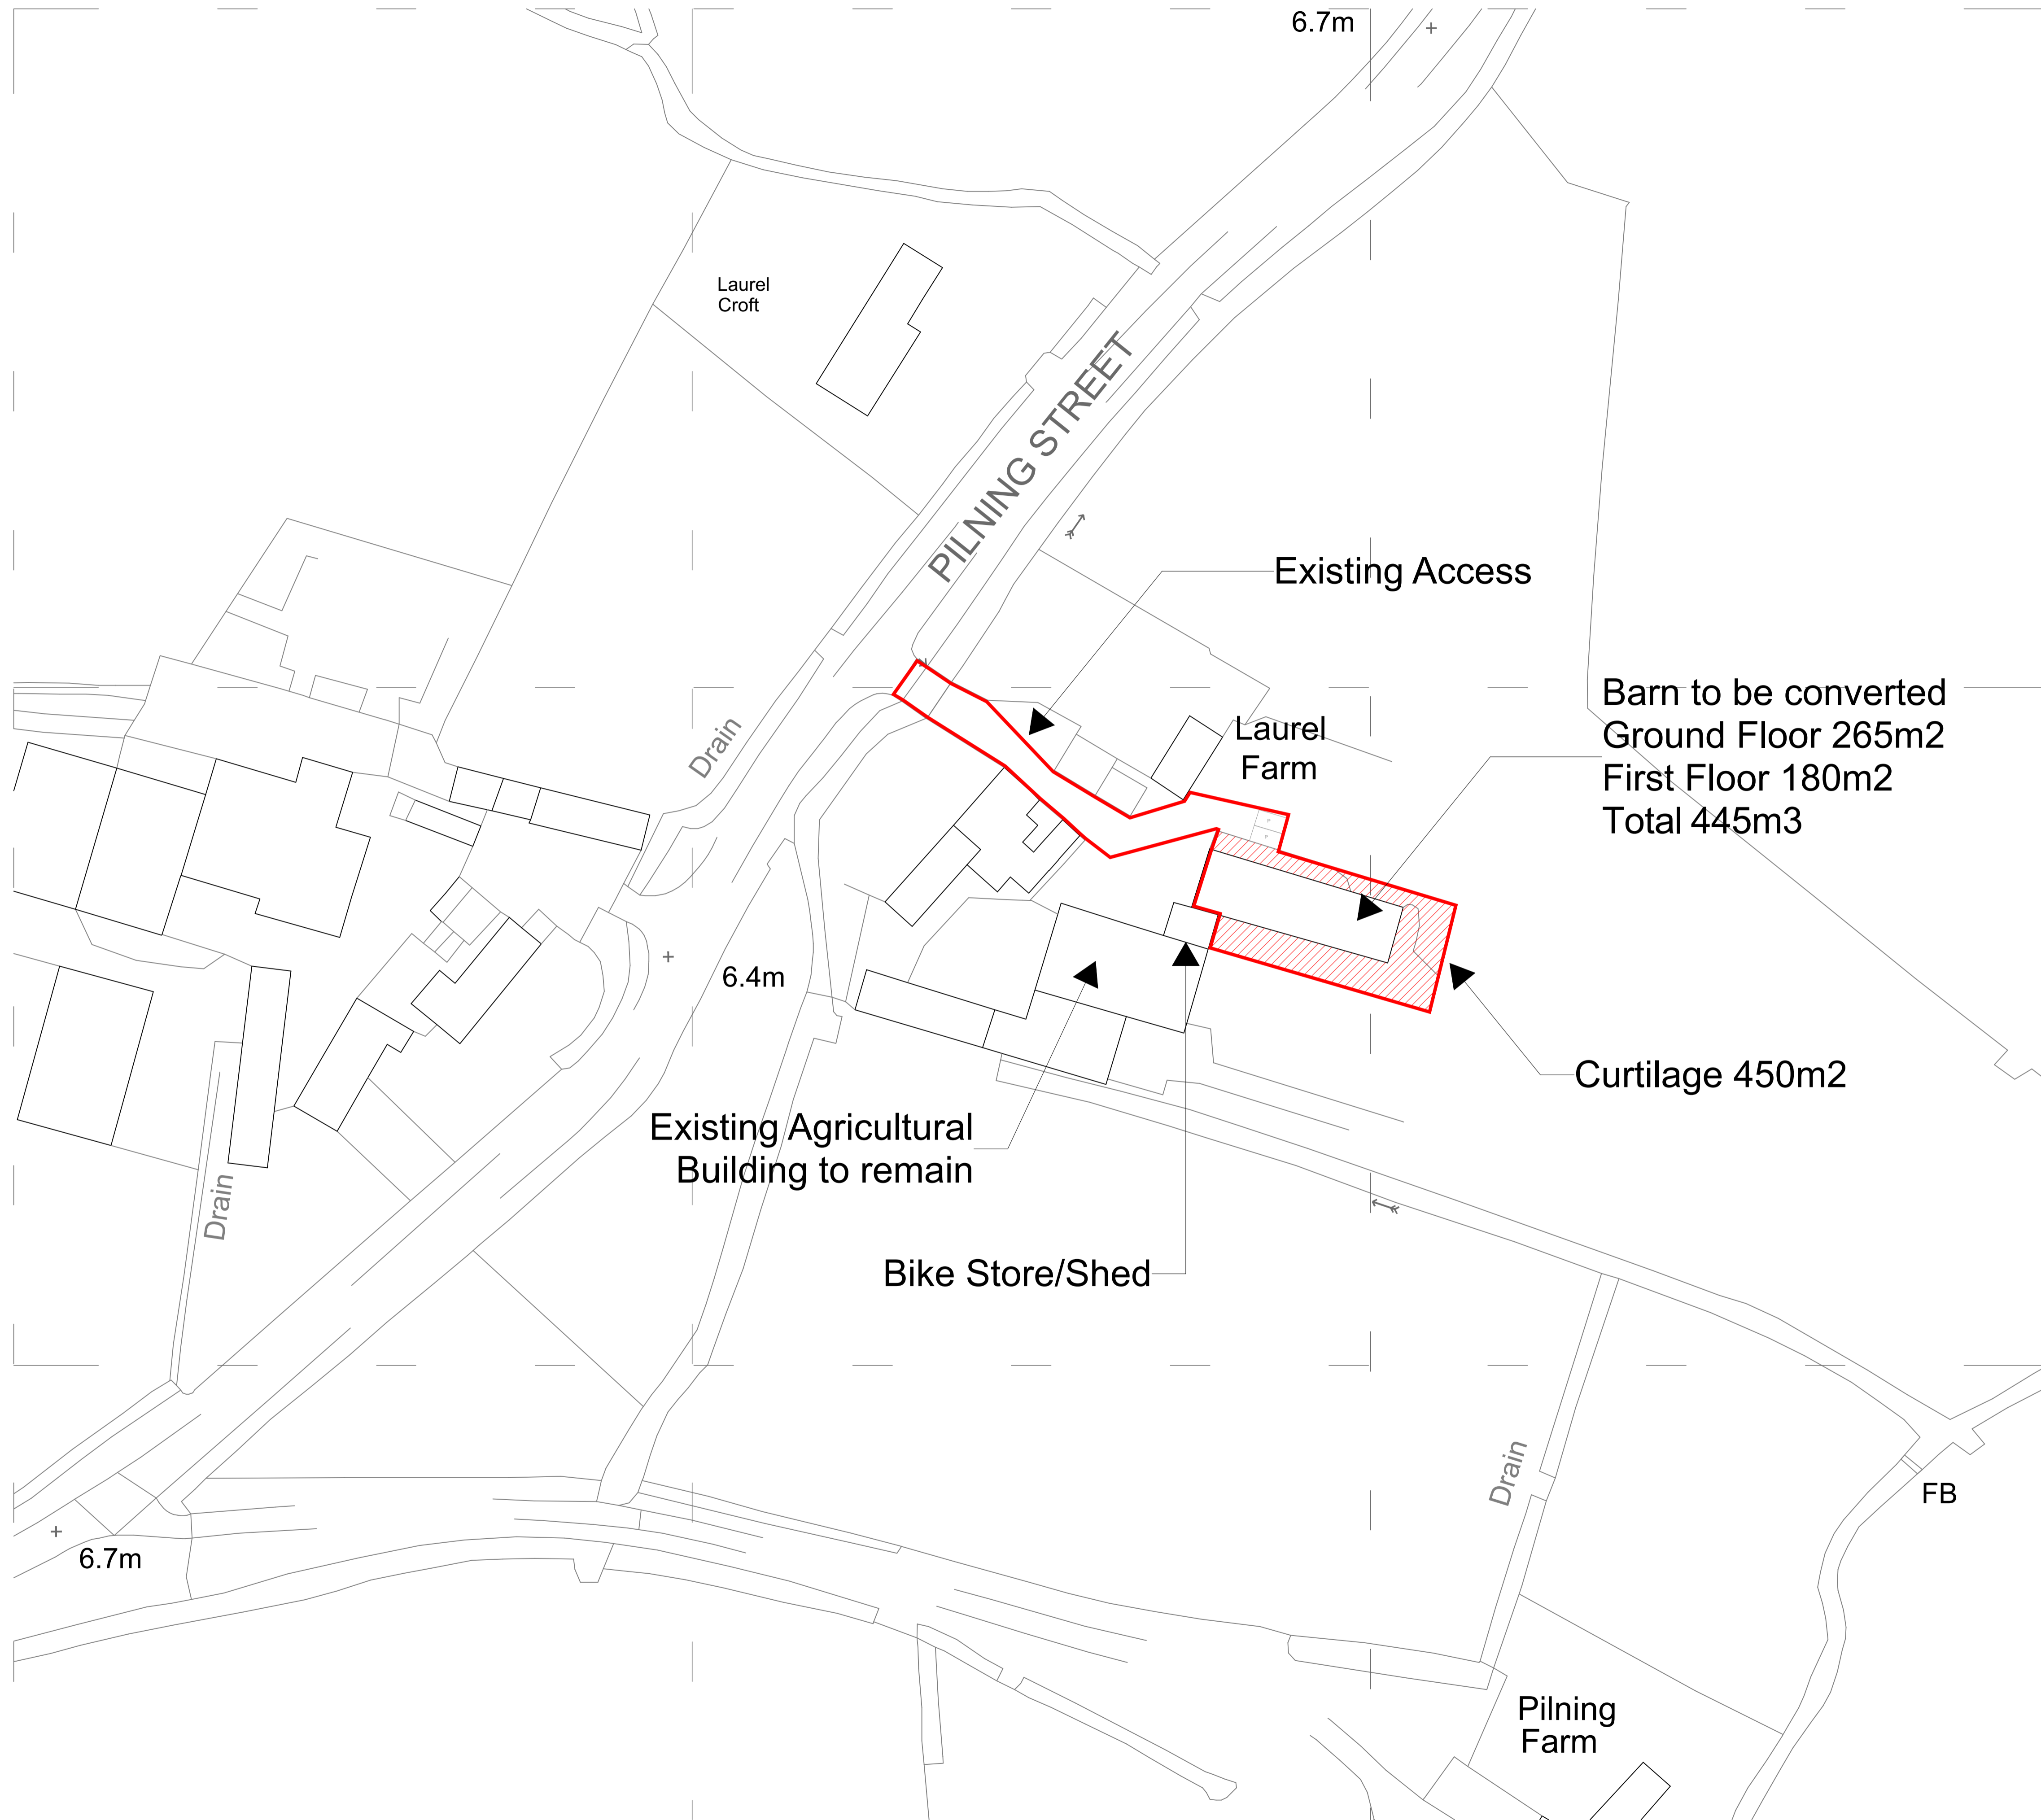 6.7m
Laurel
Croft
PILNING STREET
Existing Access
Barn to be converted
Ground Floor 265m2
First Floor 180m2
Total 445m3
Laurel
Farm
Drain
P
P
6.4m
Curtilage 450m2
Existing Agricultural
Building to remain
Drain
Bike Store/Shed
Drain
FB
6.7m
Pilning
Farm